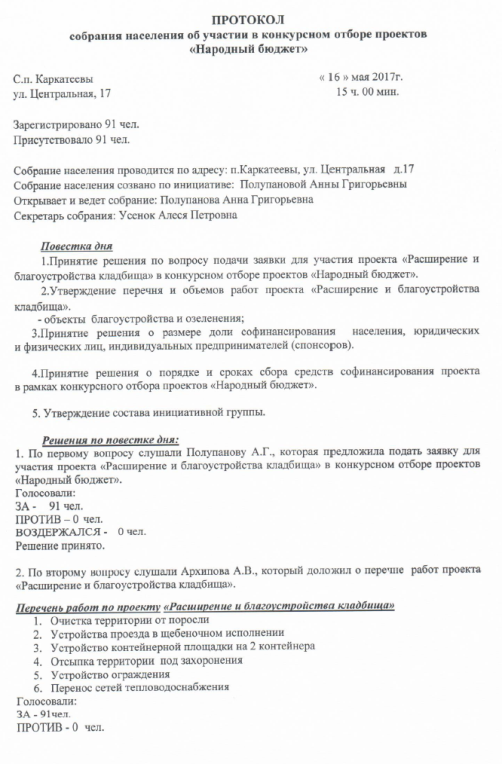 ПРОТОКОЛ
собрания населения об участии в конкурсном отборе проектов
«Народный бюджет»
С.п. Каркатеевы « 16 » мая 2017г.
ул. Центральная, 17 15 ч. 00 мин.
Зарегистрировано 91 чел.
Присутствовало 91 чел.
Собрание населения проводится по адресу: п.Каркатеевы, ул. Центральная д.17
Собрание населения созвано по инициативе: Полупановой Анны Григорьевны
Открывает и ведет собрание: Полупанова Анна Григорьевна
Секретарь собрания: Усенок Алеся Петровна
Повестка дня
1.Принятие решения по вопросу подачи заявки для участия проекта «Расширение и
благоустройства кладбища» в конкурсном отборе проектов «Народный бюджет».
2.Утверждение перечня и объемов работ проекта «Расширение и благоустройства
кладбища».
- объекты благоустройства и озеленения;
3.Принятие решения о размере доли софинансирования населения, юридических
и физических лиц, индивидуальных предпринимателей (спонсоров).
4.Принятие решения о порядке и сроках сбора средств софинансирования проекта
в рамках конкурсного отбора проектов «Народный бюджет».
5. Утверждение состава инициативной группы.
Решения по повестке дня:
1. По первому вопросу слушали Полупанову А.Г., которая предложила подать заявку для
участия проекта «Расширение и благоустройства кладбища» в конкурсном отборе проектов
«Народный бюджет».
Голосовали:
ЗА - 91 чел.
ПРОТИВ – 0 чел.
ВОЗДЕРЖАЛСЯ - 0 чел.
Решение принято.
2. По второму вопросу слушали Архипова А.В., который доложил о перечше работ проекта
«Расширение и благоустройства кладбища».
Перечень работ по проекту «Расширение и благоустройства кладбища»
1. Очистка территории от поросли
2. Устройства проезда в щебеночном исполнении
3. Устройство контейнерной площадки на 2 контейнера
4. Отсыпка территории под захоронения
5. Устройство ограждения
6. Перенос сетей тепловодоснабжения
Голосовали:
ЗА - 91чел.
ПРОТИВ - 0 чел.